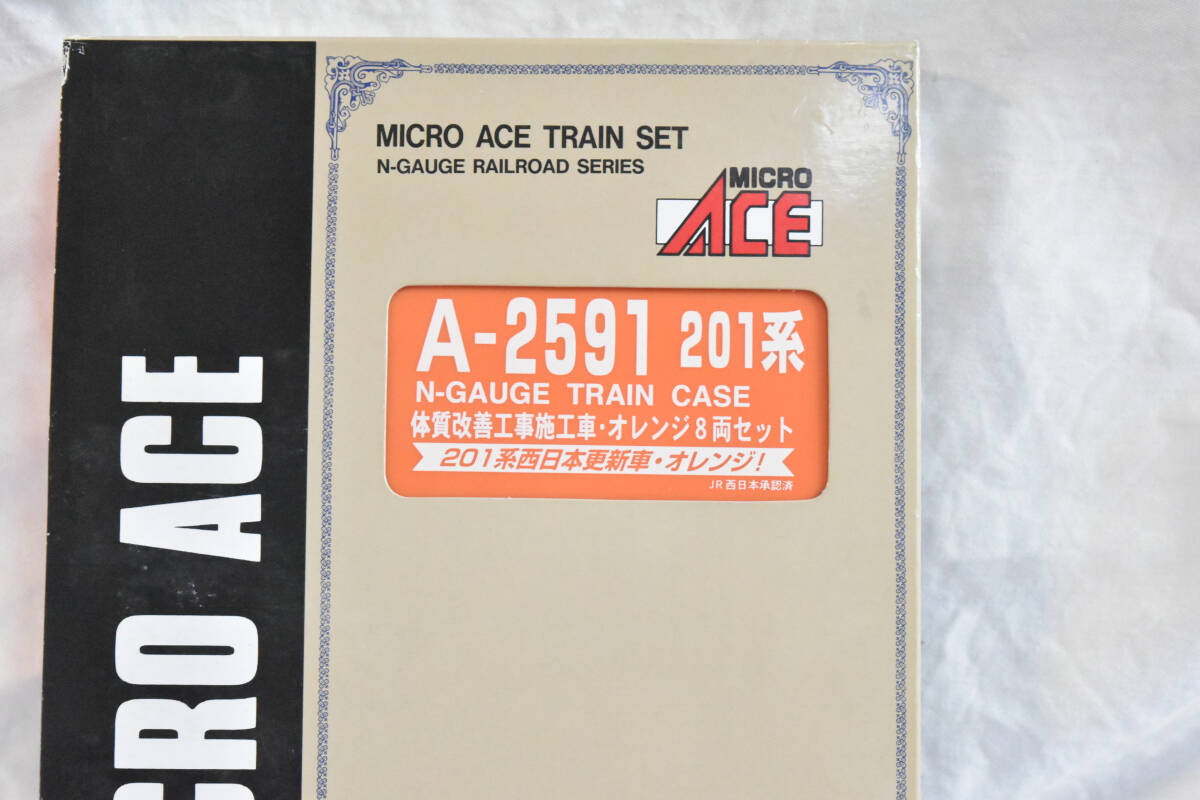 MICRO ACE TRAIN SET
N-GAUGE RAILROAD SERIES
MICRO
ACE
A-2591 201系
N-GAUGE TRAIN CASE
体質改善工事施工車・オレンジ8両セット
201系西日本更新車・オレンジ!
JR西日本承認済
CRO ACE